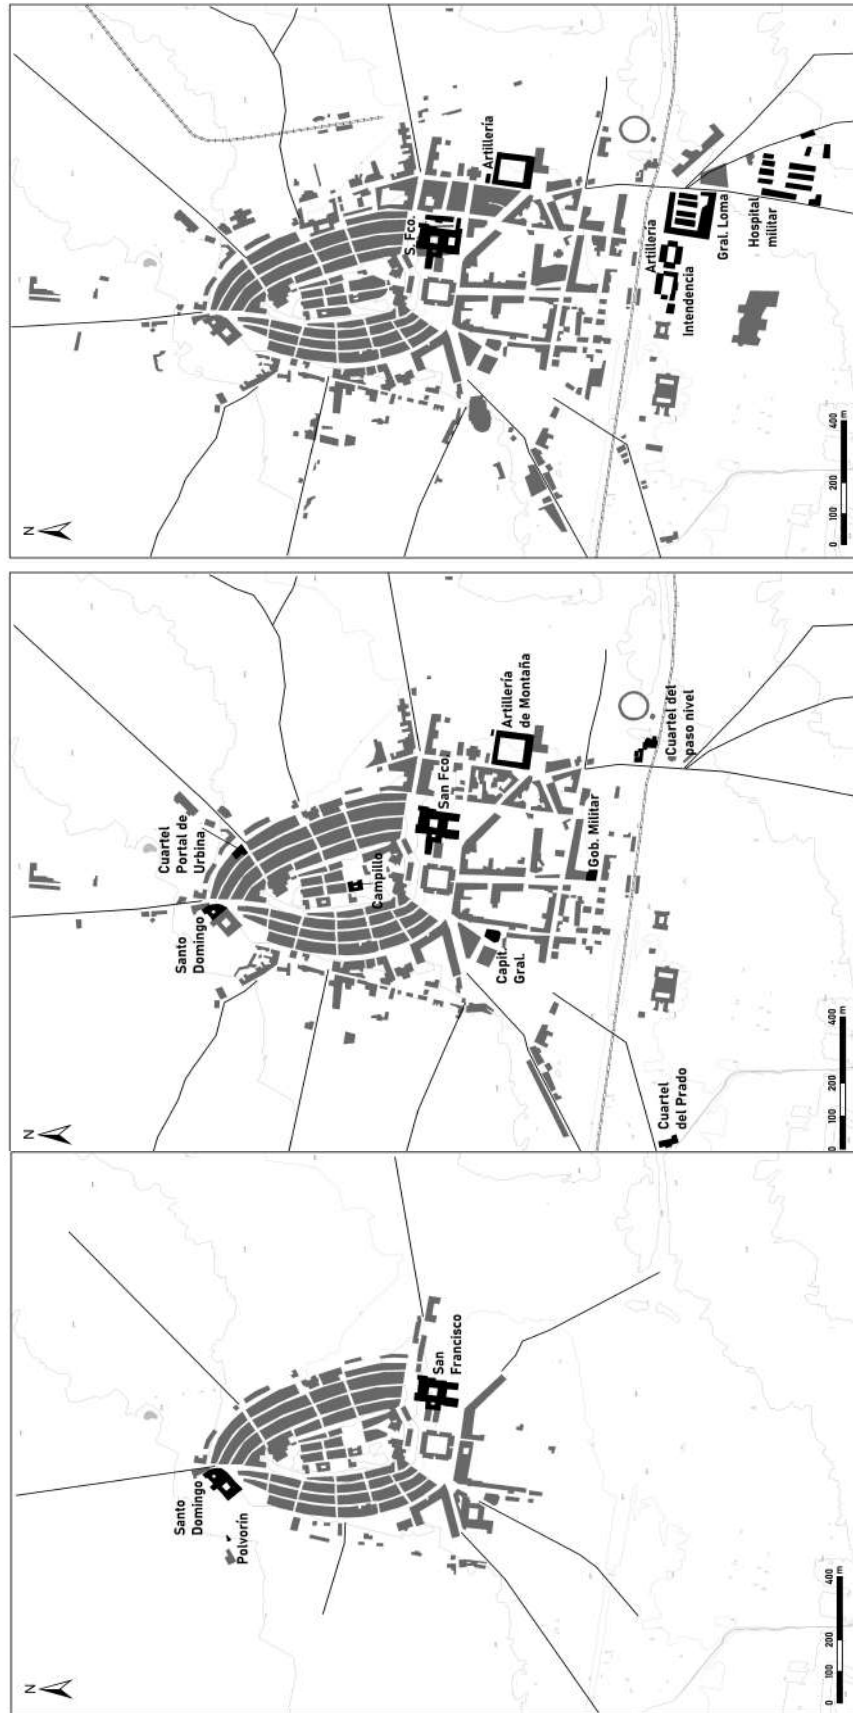 N
Santo
Domingo
Polvorín
San
Francisco
0 100 200 400
m
N
Cuartel
Portal de
Urbina
Santo
Domingo
Campillo
San Fco.
Capit.
Gral.
Artillería
de Montaña
Gob. Militar
Cuartel
del Prado
Cuartel del
paso nivel
0 100 200 400
m
N
S. Fco.
Artillería
Artillería
Intendencia
Gral. Loma
Hospital
militar
0 100 200 400
m